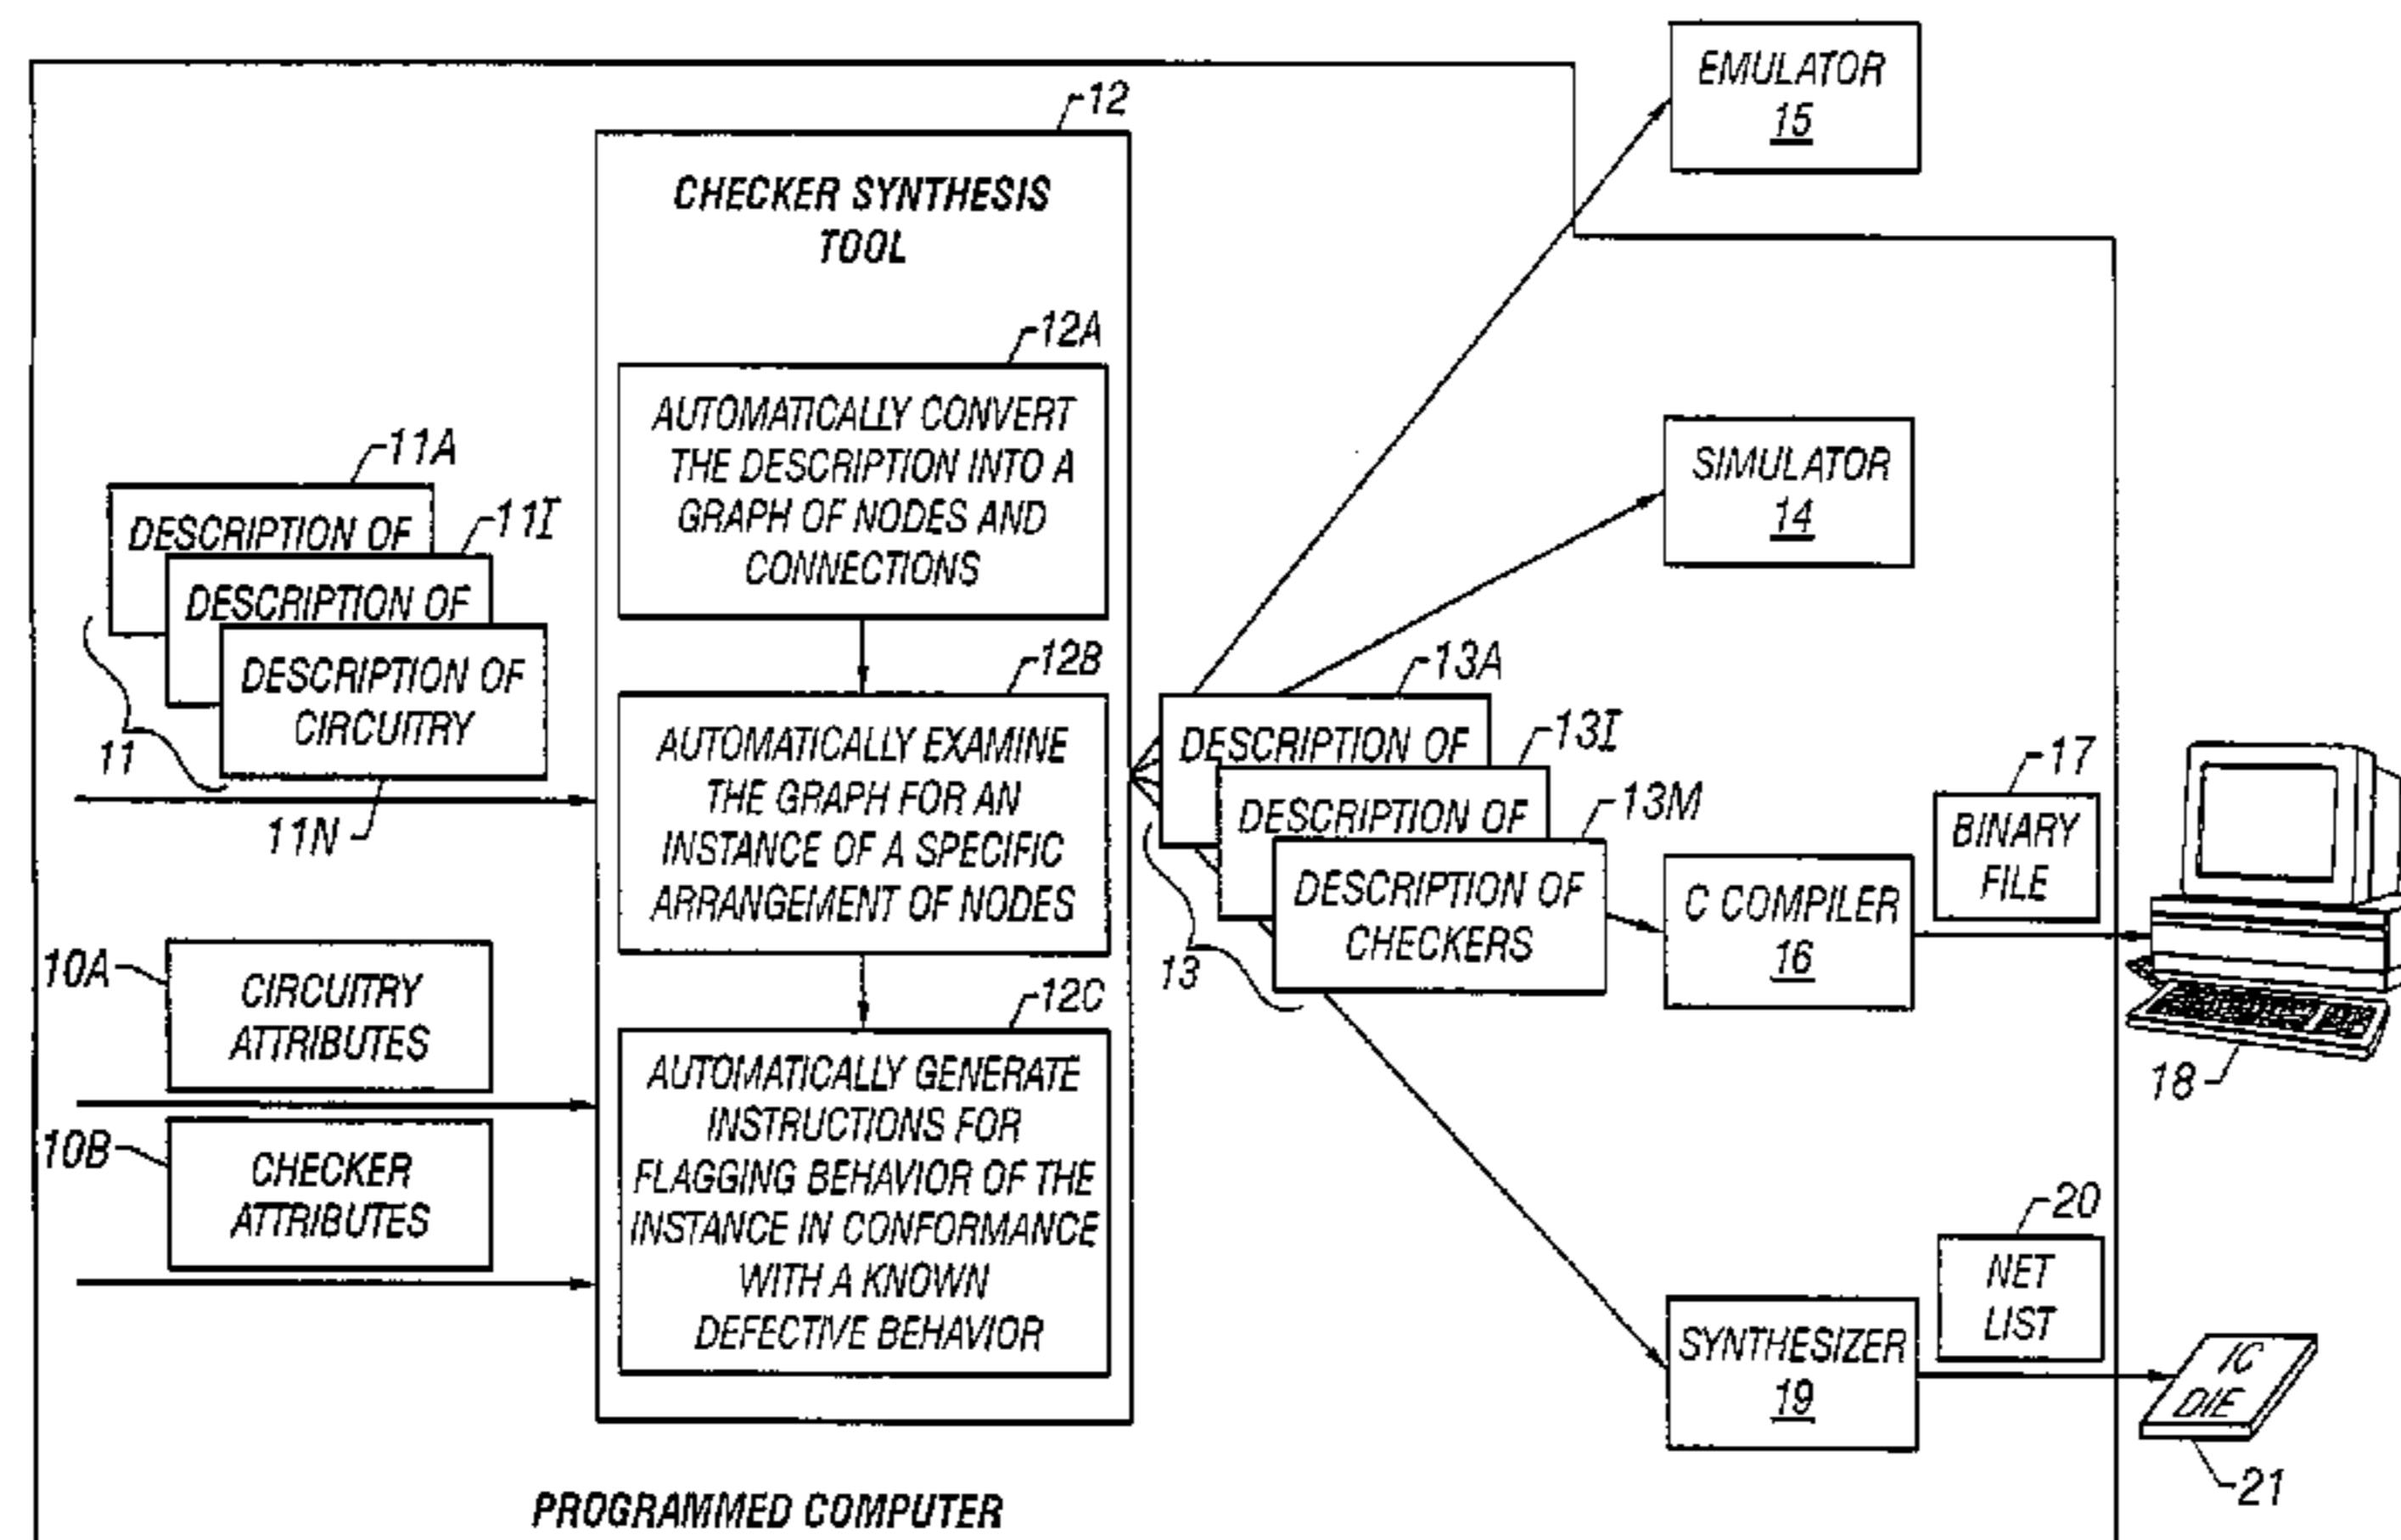 EMULATOR
15
12
CHECKER SYNTHESIS
TOOL
12A
AUTOMATICALLY CONVERT
THE DESCRIPTION INTO A
GRAPH OF NODES AND
CONNECTIONS
SIMULATOR
14
11A
DESCRIPTION OF
11I
DESCRIPTION OF
DESCRIPTION OF
CIRCUITRY
11
11N
12B
AUTOMATICALLY EXAMINE
THE GRAPH FOR AN
INSTANCE OF A SPECIFIC
ARRANGEMENT OF NODES
13A
DESCRIPTION OF
13I
DESCRIPTION OF
13M
DESCRIPTION OF
CHECKERS
13
C COMPILER
16
17
BINARY
FILE
18
10A
CIRCUITRY
ATTRIBUTES
10B
CHECKER
ATTRIBUTES
12C
AUTOMATICALLY GENERATE
INSTRUCTIONS FOR
FLAGGING BEHAVIOR OF THE
INSTANCE IN CONFORMANCE
WITH A KNOWN
DEFECTIVE BEHAVIOR
SYNTHESIZER
19
20
NET
LIST
IC
DIE
21
PROGRAMMED COMPUTER